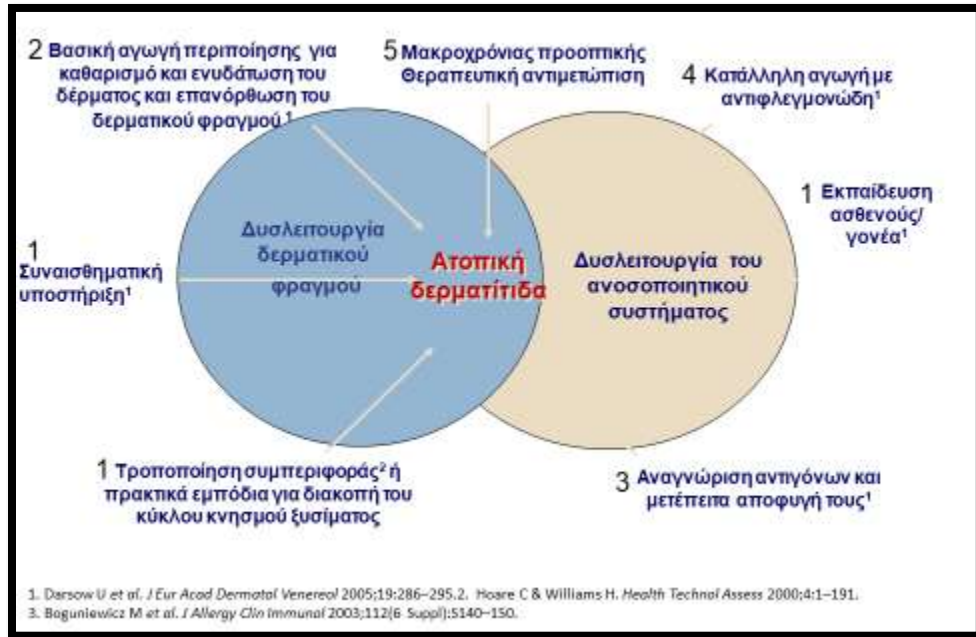 2 Βασική αγωγή περιποίησης για
καθαρισμό και ενυδάτωση του
δέρματος και επανόρθωση του
δερματικού φραγμού.¹
5 Μακροχρόνιας προοπτικής
Θεραπευτική αντιμετώπιση
4 Κατάλληλη αγωγή με
αντιφλεγμονώδη¹
1 Εκπαίδευση
ασθενούς/
γονέα¹
1
Συναισθηματική
υποστήριξη¹
Δυσλειτουργία
δερματικού
φραγμού
Ατοπική
δερματίτιδα
Δυσλειτουργία του
ανοσοποιητικού
συστήματος
1 Τροποποίηση συμπεριφοράς² ή
πρακτικά εμπόδια για διακοπή του
κύκλου κνησμού ξυσίματος
3 Αναγνώριση αντιγόνων και
μετέπειτα αποφυγή τους¹
1. Darsow U et al. J Eur Acad Dermatol Venereol 2005;19:286–295.2. Hoare C & Williams H. Health Technol Assess 2000;4:1–191.
3. Boguniewicz M et al. J Allergy Clin Immunol 2003;112(6 Suppl):S140–150.